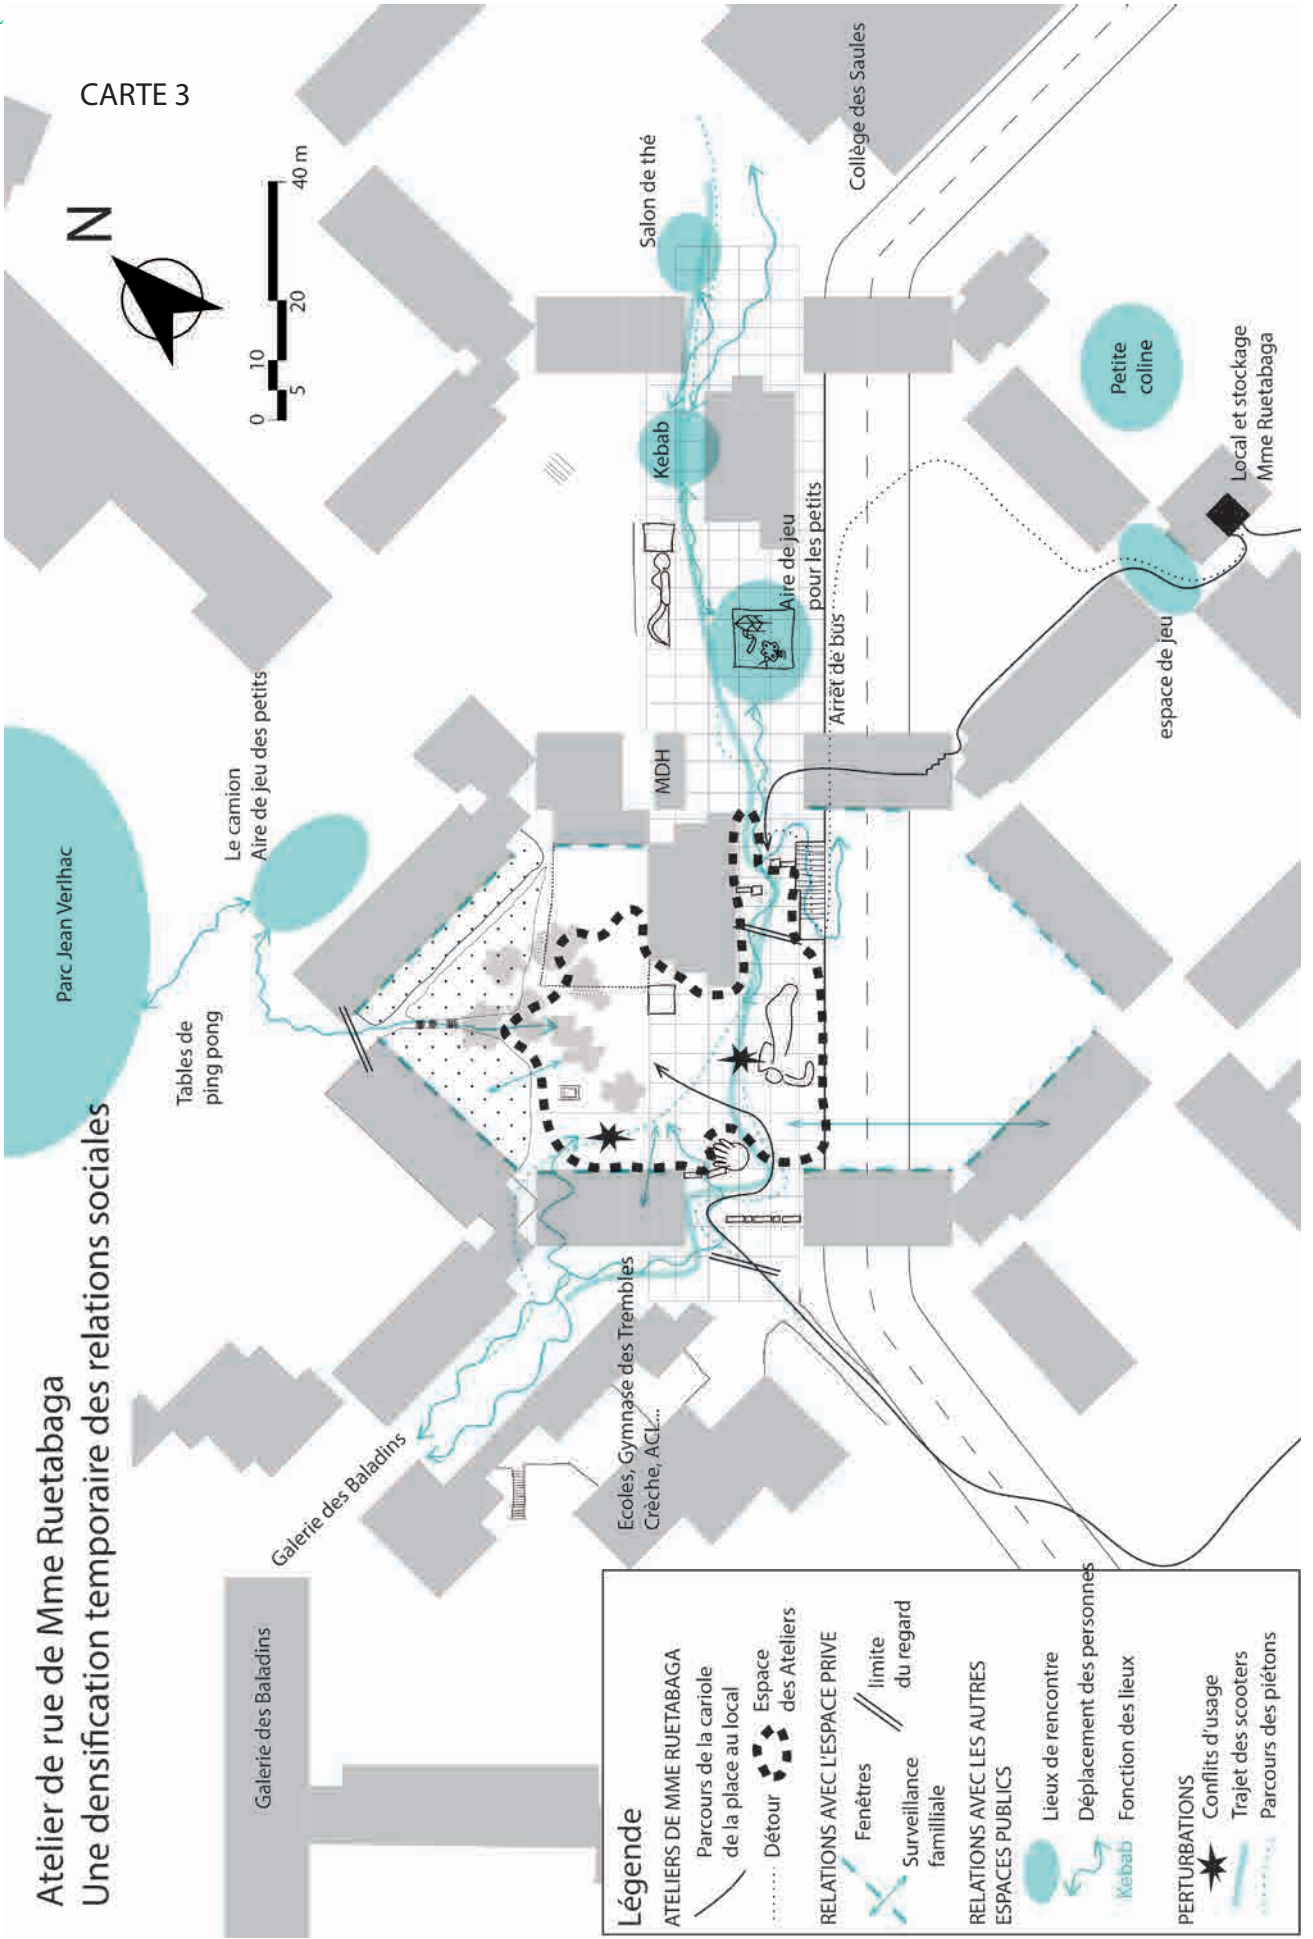 CARTE 3
Atelier de rue de Mme Ruetabaga
Une densification temporaire des relations sociales
N
0
5
10
20
40 m
Parc Jean Verlhac
Le camion
Aire de jeu des petits
Tables de
ping pong
Salon de thé
Kebab
Collège des Saules
Aire de jeu
pour les petits
MDH
Arrêt de bus
Petite
coline
Local et stockage
Mme Ruetabaga
espace de jeu
Galerie des Baladins
Galerie des Baladins
Ecoles, Gymnase des Trembles
Crèche, ACL...
Légende
ATELIERS DE MME RUETABAGA
Parcours de la cariole
de la place au local
Détour
Espace
des Ateliers
RELATIONS AVEC L'ESPACE PRIVE
Fenêtres
limite
du regard
Surveillance
familliale
RELATIONS AVEC LES AUTRES
ESPACES PUBLICS
Lieux de rencontre
Déplacement des personnes
Kebab
Fonction des lieux
PERTURBATIONS
Conflits d'usage
Trajet des scooters
Parcours des piétons